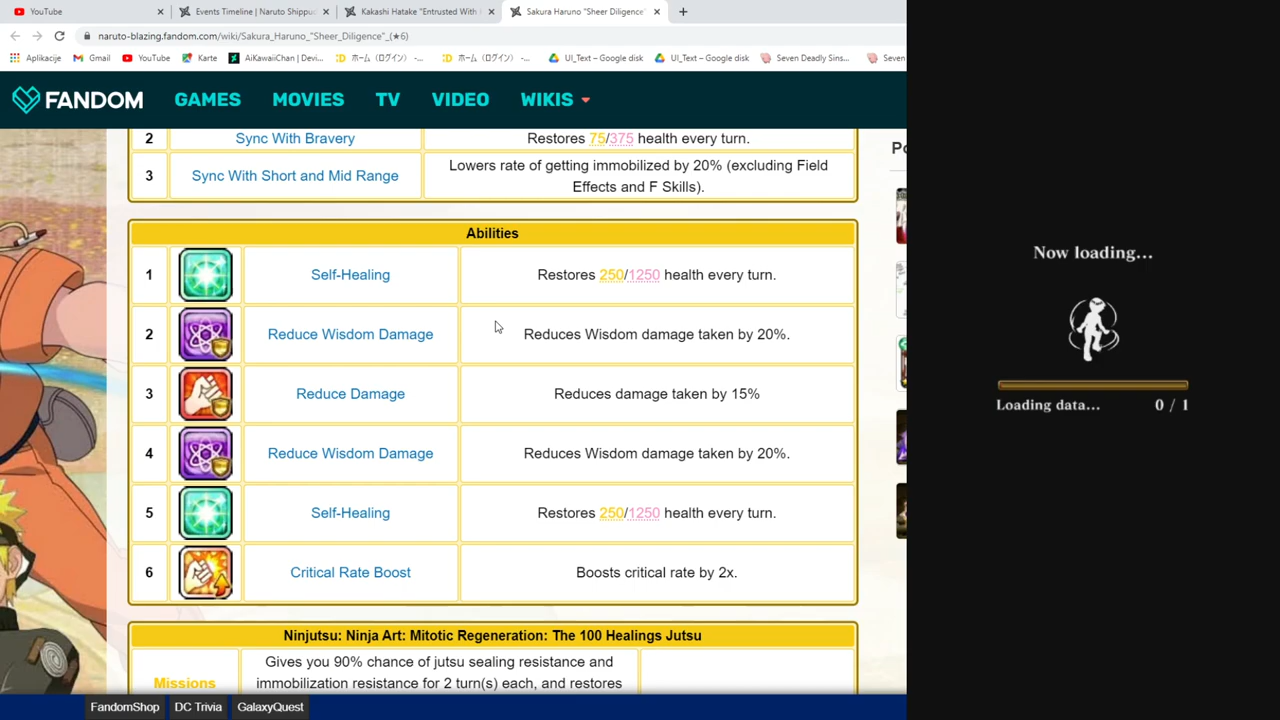 YouTube
Events Timeline | Naruto Shippud
Kakashi Hatake "Entrusted With
Sakura Haruno "Sheer Diligence"
naruto-blazing.fandom.com/wiki/Sakura_Haruno_"Sheer_Diligence"_(★6)
Aplikacije
Gmail
YouTube
Karte
AiKawaiiChan | Devi...
ホーム（ログイン） -...
ホーム（ログイン） -...
UI_Text – Google disk
UI_Text – Google disk
Seven Deadly Sins...
Seven
FANDOM
GAMES
MOVIES
TV
VIDEO
WIKIS
Po
2 Sync With Bravery Restores 75/375 health every turn.
3 Sync With Short and Mid Range Lowers rate of getting immobilized by 20% (excluding Field
Effects and F Skills).
Abilities
1 Self-Healing Restores 250/1250 health every turn.
2 Reduce Wisdom Damage Reduces Wisdom damage taken by 20%.
3 Reduce Damage Reduces damage taken by 15%
4 Reduce Wisdom Damage Reduces Wisdom damage taken by 20%.
5 Self-Healing Restores 250/1250 health every turn.
6 Critical Rate Boost Boosts critical rate by 2x.
Ninjutsu: Ninja Art: Mitotic Regeneration: The 100 Healings Jutsu
Missions
Gives you 90% chance of jutsu sealing resistance and
immobilization resistance for 2 turn(s) each, and restores
FandomShop
DC Trivia
GalaxyQuest
Now loading...
Loading data... 0 / 1